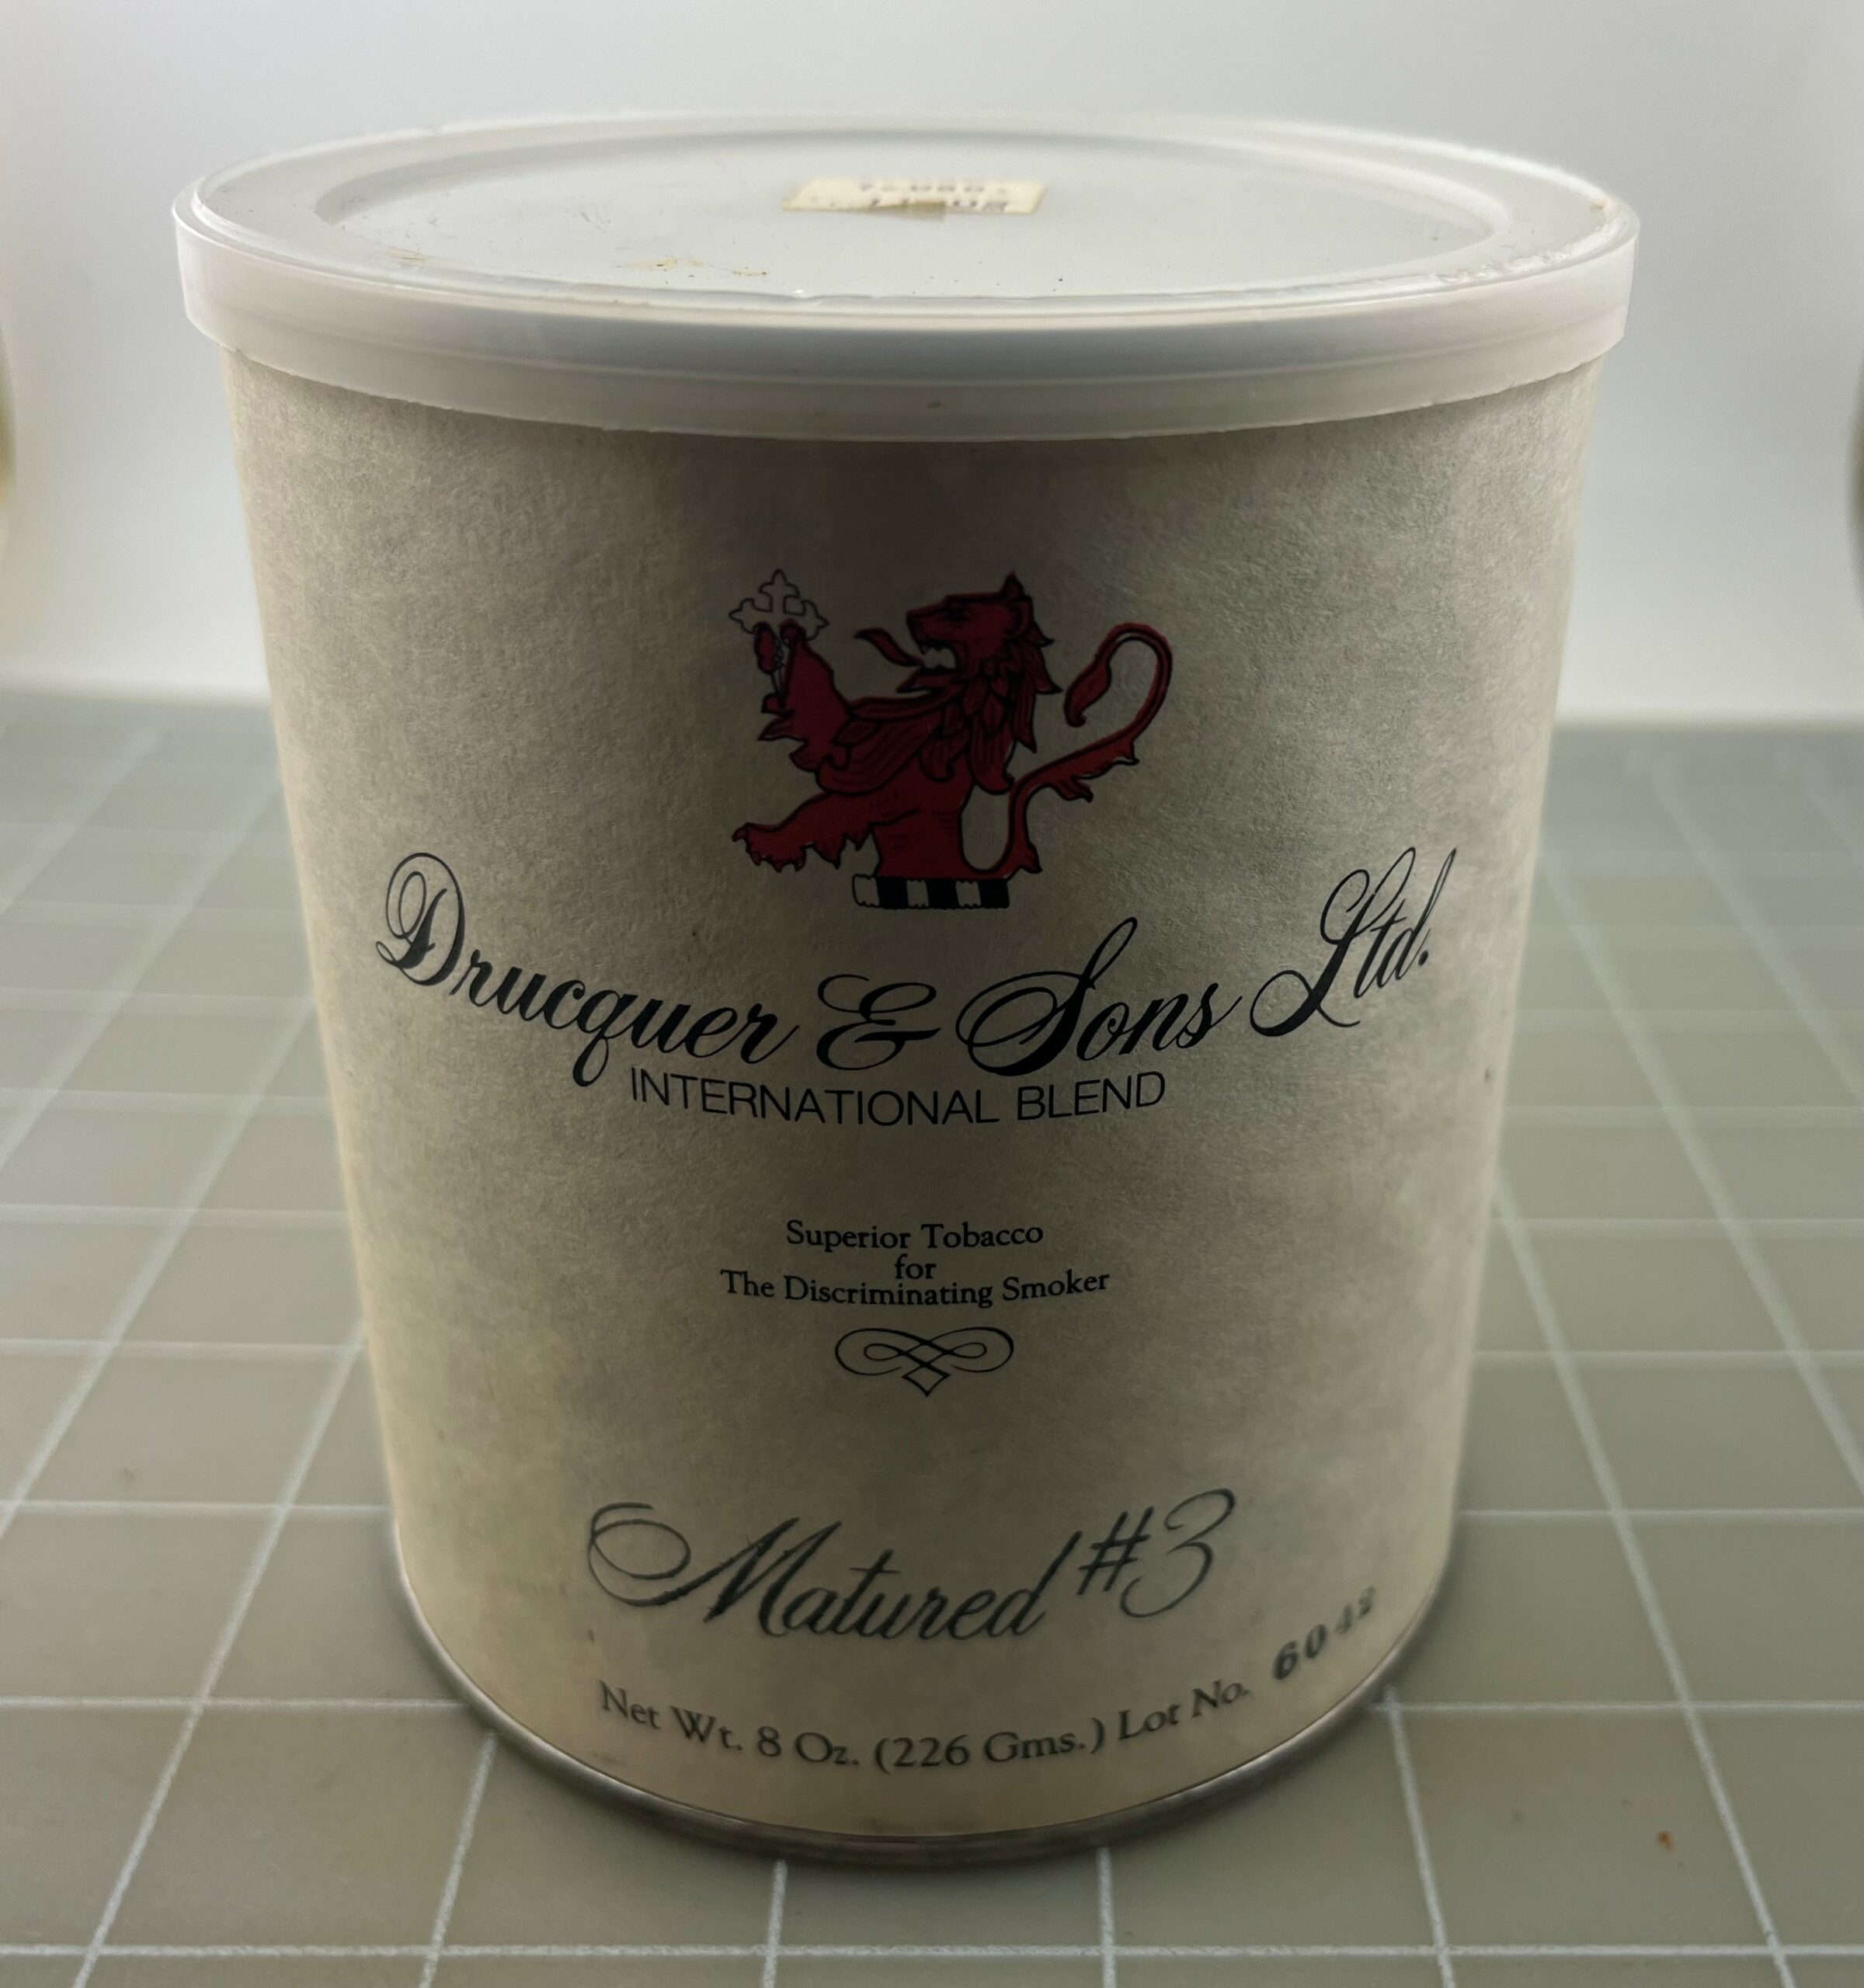 Drucquer & Sons Ltd.
INTERNATIONAL BLEND
Superior Tobacco
for
The Discriminating Smoker
Matured #3
Net Wt. 8 Oz. (226 Gms.) Lot No. 6042